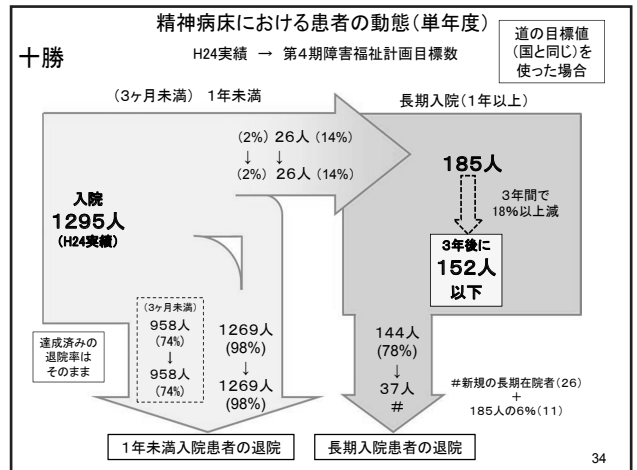 精神病床における患者の動態(単年度)
十勝
H24実績 → 第4期障害福祉計画目標数
道の目標値
(国と同じ)を
使った場合
(3ヶ月未満) 1年未満
長期入院(1年以上)
(2%) 26人 (14%)
↓ ↓
(2%) 26人 (14%)
入院
1295人
(H24実績)
185人
3年間で
18%以上減
3年後に
152人
以下
達成済みの
退院率は
そのまま
(3ヶ月未満)
958人
(74%)
↓
958人
(74%)
1269人
(98%)
↓
1269人
(98%)
144人
(78%)
↓
37人
#
#新規の長期在院者(26)
+
185人の6%(11)
1年未満入院患者の退院
長期入院患者の退院
34